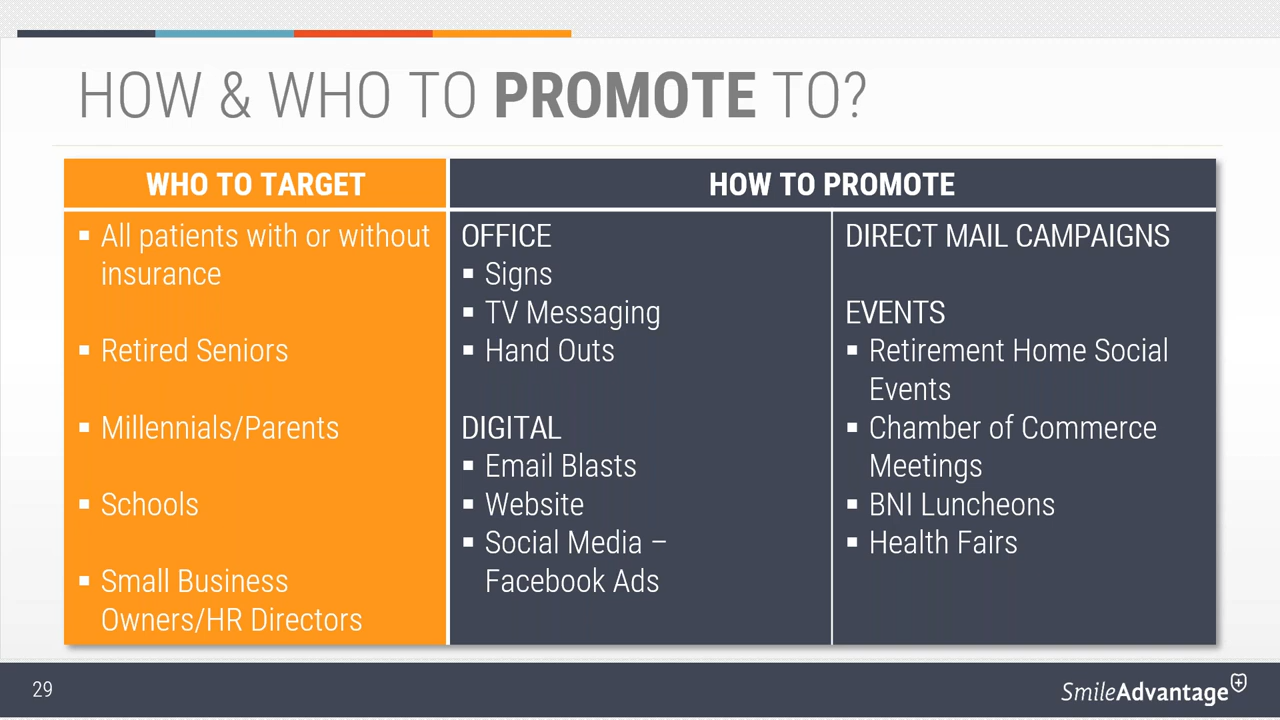 HOW & WHO TO PROMOTE TO?
WHO TO TARGET
▪ All patients with or without
insurance
▪ Retired Seniors
▪ Millennials/Parents
▪ Schools
▪ Small Business
Owners/HR Directors
HOW TO PROMOTE
OFFICE
▪ Signs
▪ TV Messaging
▪ Hand Outs
DIGITAL
▪ Email Blasts
▪ Website
▪ Social Media –
Facebook Ads
DIRECT MAIL CAMPAIGNS
EVENTS
▪ Retirement Home Social
Events
▪ Chamber of Commerce
Meetings
▪ BNI Luncheons
▪ Health Fairs
29
SmileAdvantage